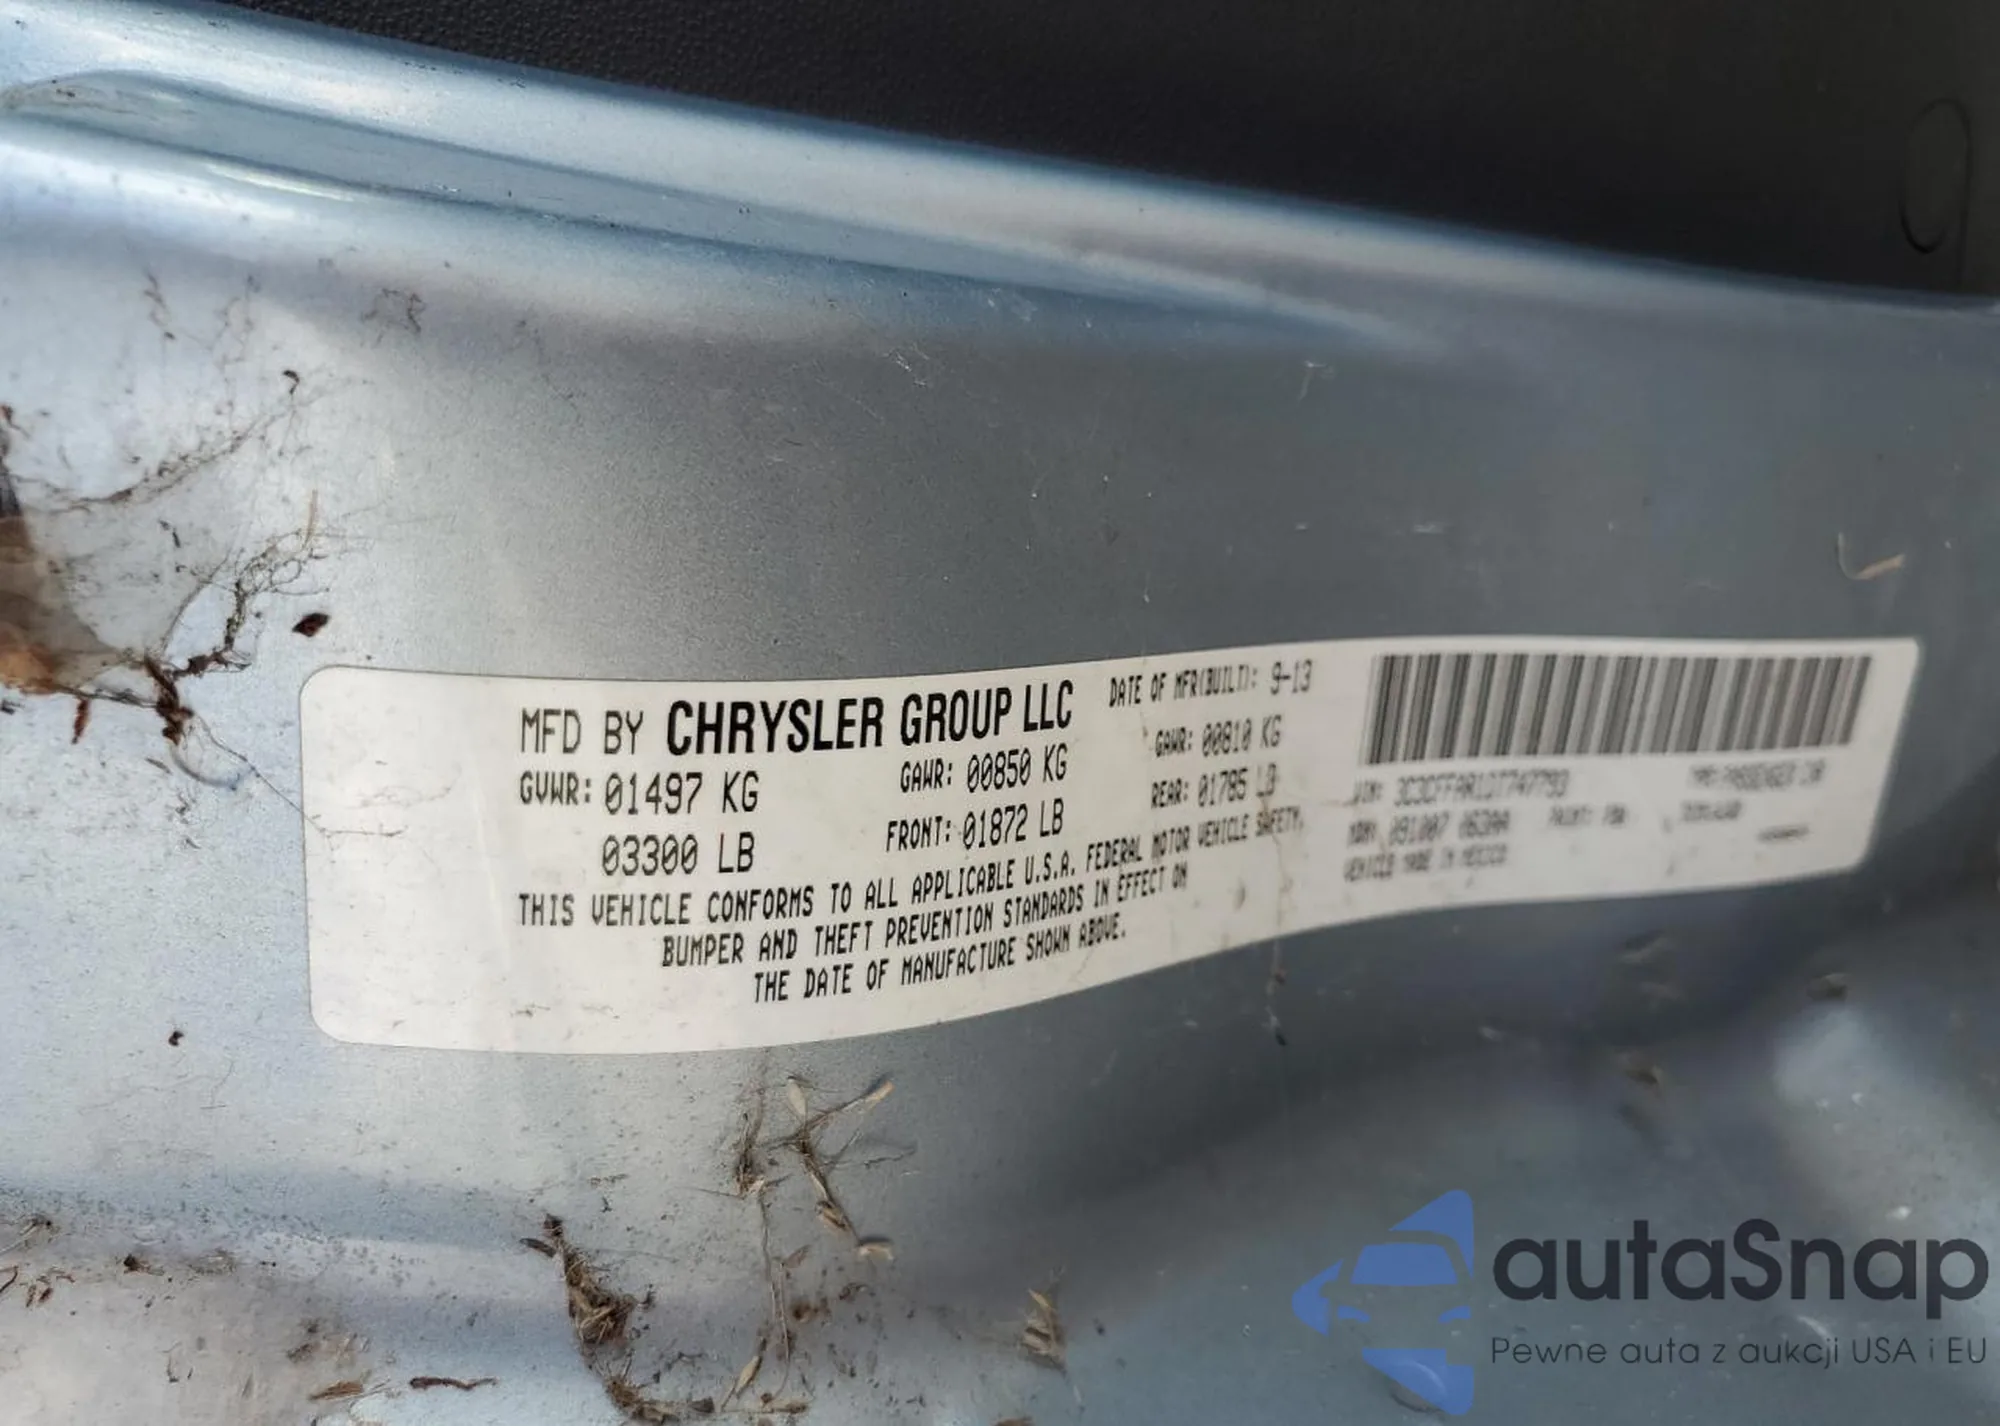 MFD BY CHRYSLER GROUP LLC
DATE OF MFR(BUILT): 9-13
GVWR: 01497 KG
GAWR: 00850 KG
GAWR: 00810 KG
03300 LB
FRONT: 01872 LB
REAR: 01785 LB
THIS VEHICLE CONFORMS TO ALL APPLICABLE U.S.A. FEDERAL MOTOR VEHICLE SAFETY,
BUMPER AND THEFT PREVENTION STANDARDS IN EFFECT ON
THE DATE OF MANUFACTURE SHOWN ABOVE.
VIN:
MDH:
PAINT:
VEHICLE MADE IN MEXICO
autaSnap
Pewne auta z aukcji USA i EU